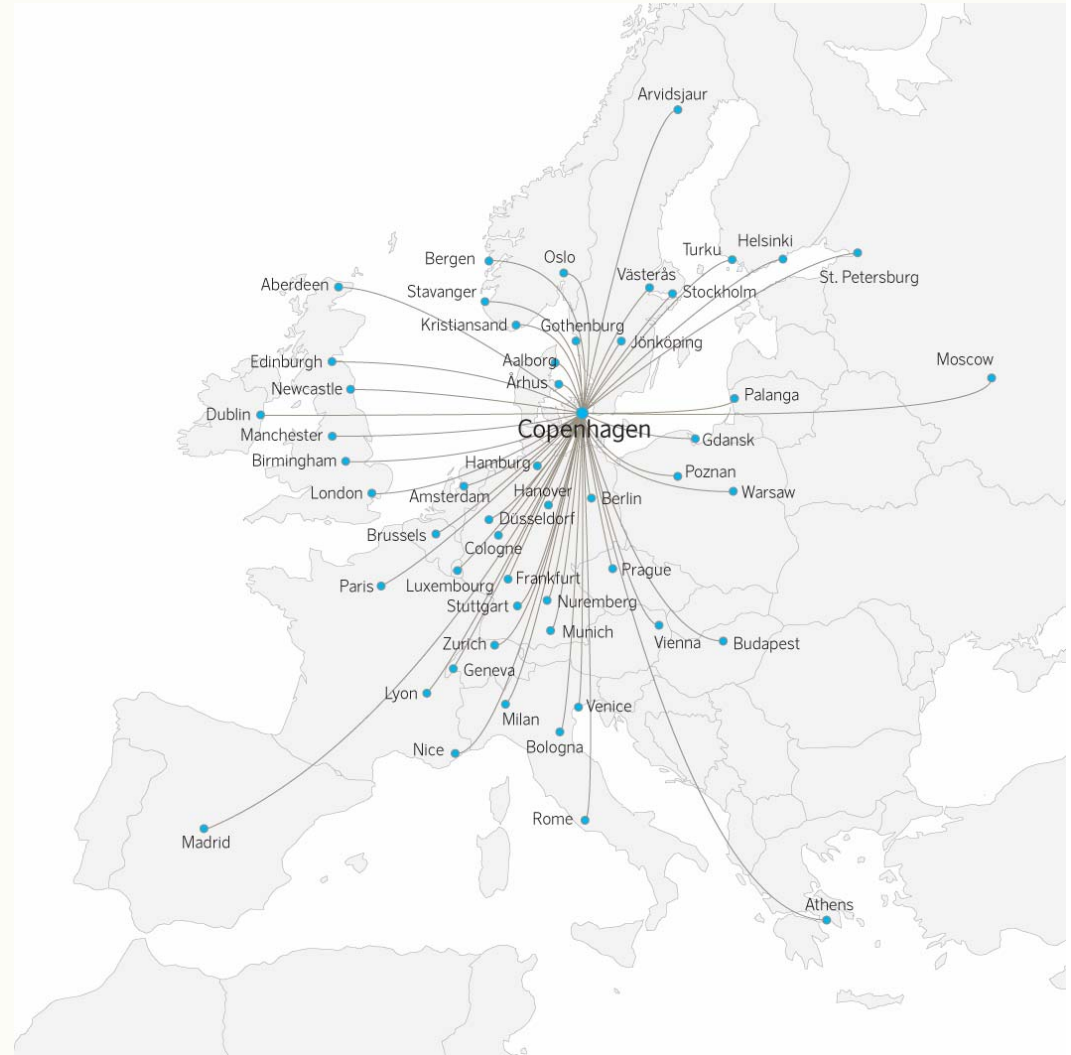 Arvidsjaur
Bergen
Oslo
Turku
Helsinki
St. Petersburg
Aberdeen
Stavanger
Västerås
Stockholm
Kristiansand
Gothenburg
Jönköping
Edinburgh
Aalborg
Moscow
Newcastle
Århus
Palanga
Dublin
Copenhagen
Manchester
Gdansk
Birmingham
Hamburg
Poznan
London
Amsterdam
Hanover
Berlin
Warsaw
Brussels
Düsseldorf
Cologne
Paris
Luxembourg
Frankfurt
Prague
Stuttgart
Nuremberg
Zurich
Munich
Vienna
Budapest
Geneva
Lyon
Milan
Venice
Nice
Bologna
Rome
Madrid
Athens